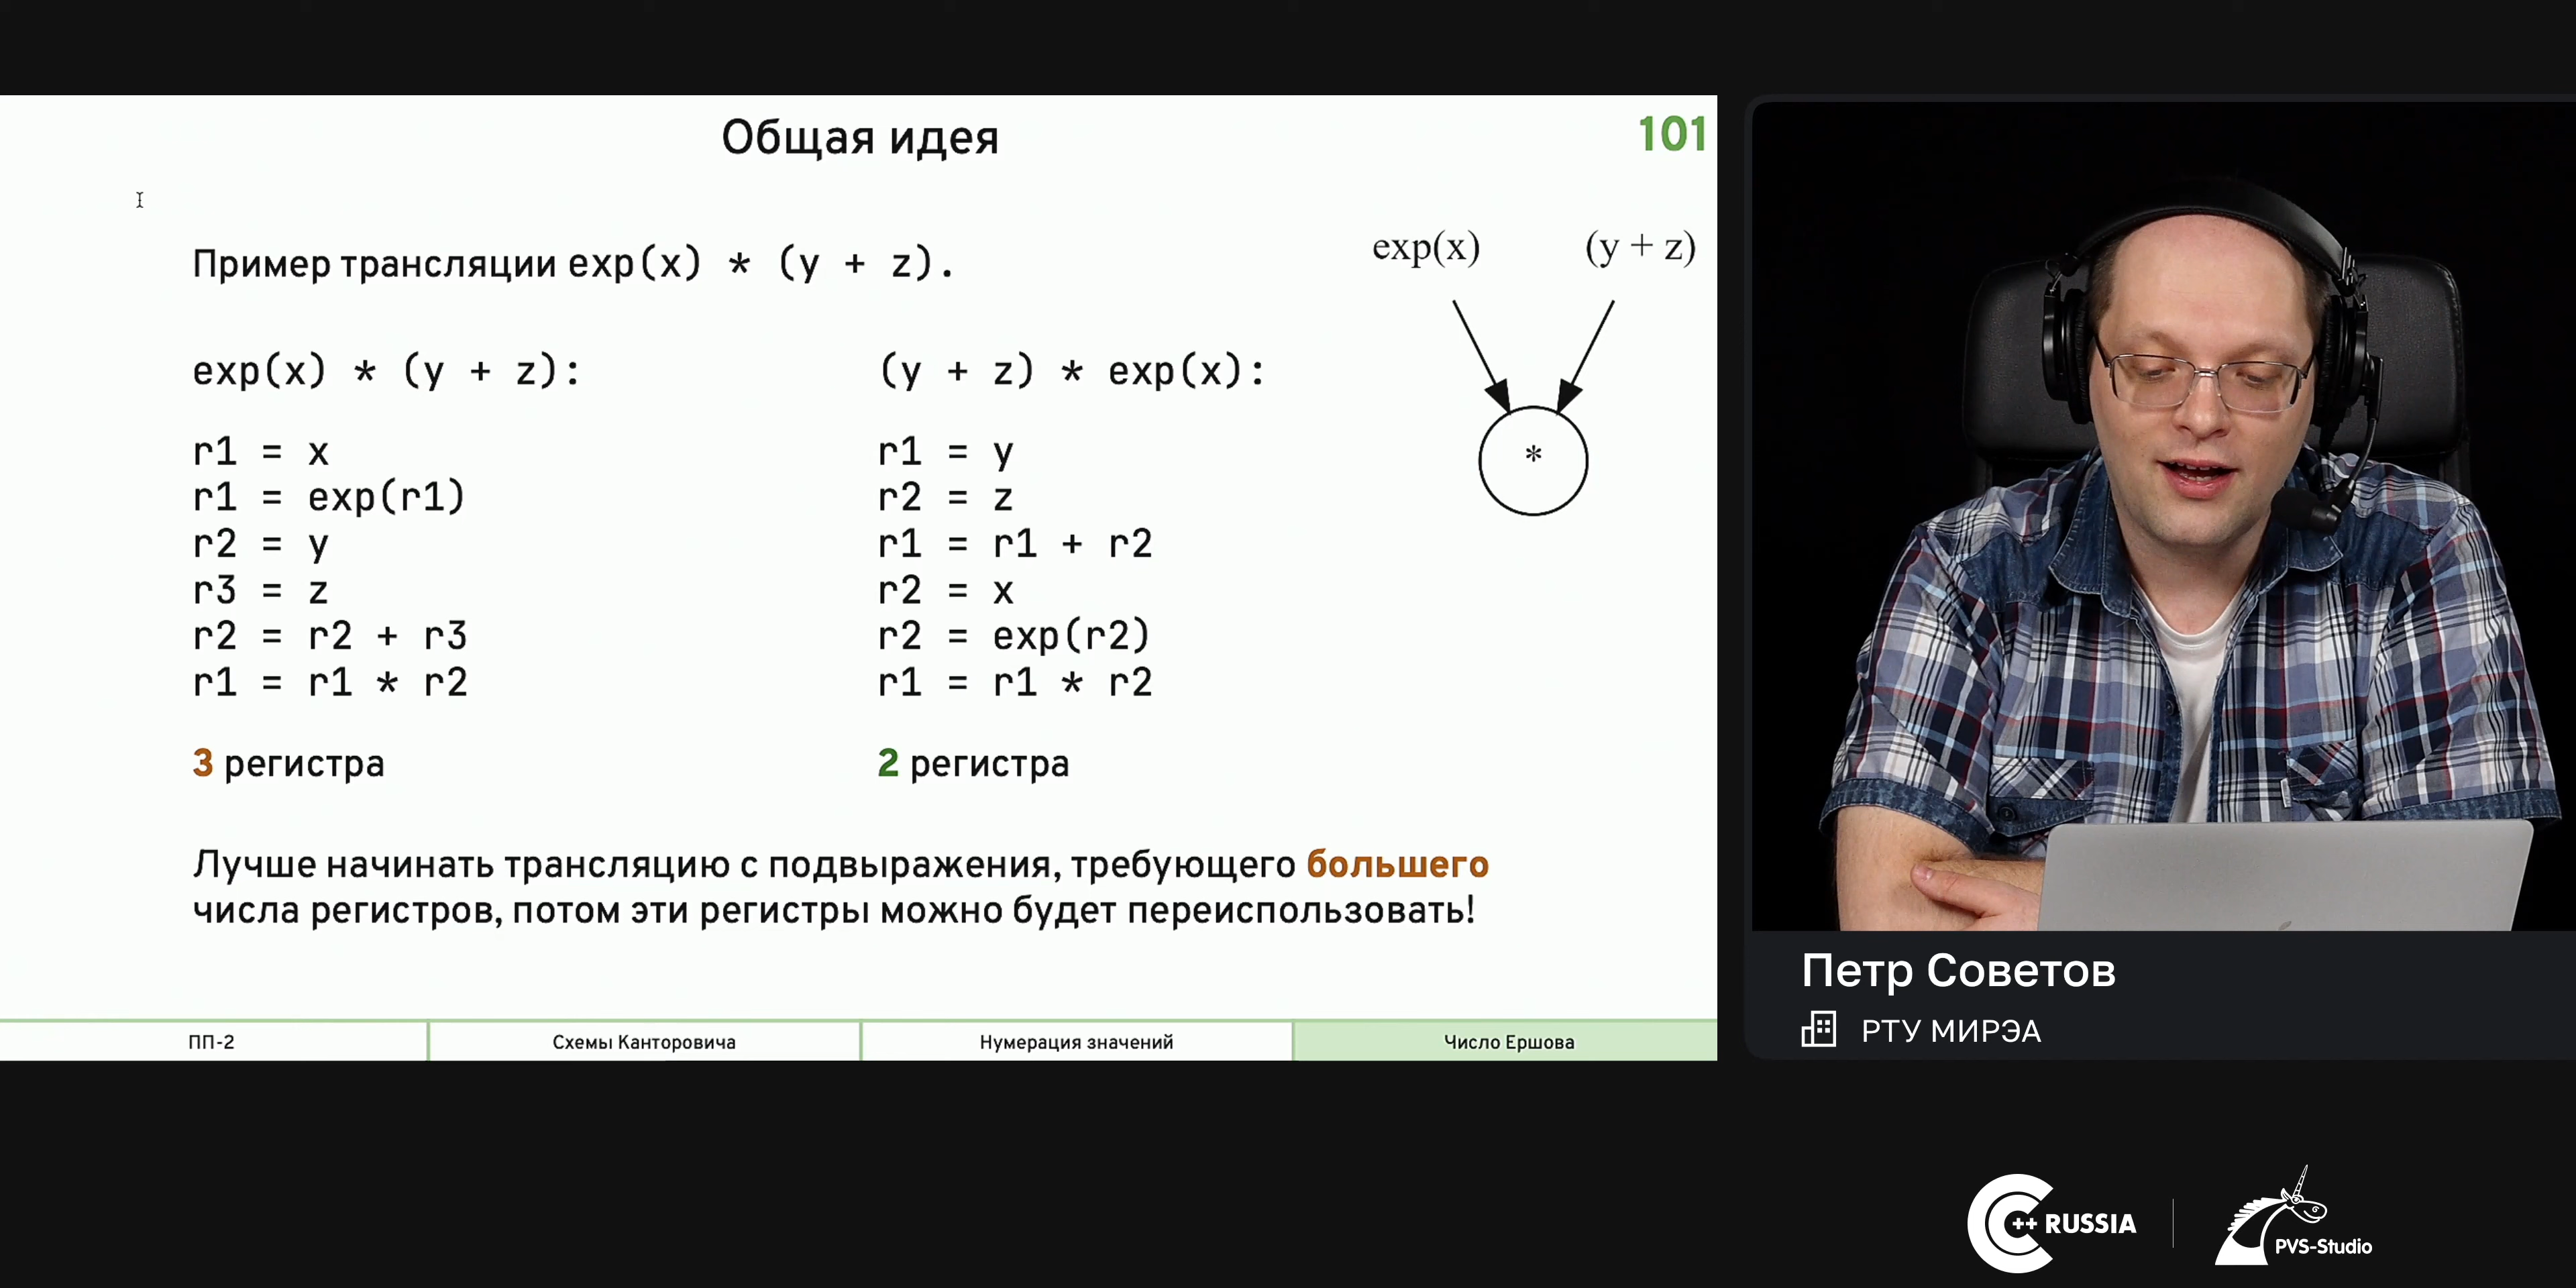 Общая идея
101
Пример трансляции exp(x) * (y + z).
exp(x) * (y + z):
r1 = x
r1 = exp(r1)
r2 = y
r3 = z
r2 = r2 + r3
r1 = r1 * r2
3 регистра
(y + z) * exp(x):
r1 = y
r2 = z
r1 = r1 + r2
r2 = x
r2 = exp(r2)
r1 = r1 * r2
2 регистра
exp(x) (y + z)
*
Лучше начинать трансляцию с подвыражения, требующего большего
числа регистров, потом эти регистры можно будет переиспользовать!
ПП-2 Схемы Канторовича Нумерация значений Число Ершова
Петр Советов
РТУ МИРЭА
C++ RUSSIA
PVS-Studio